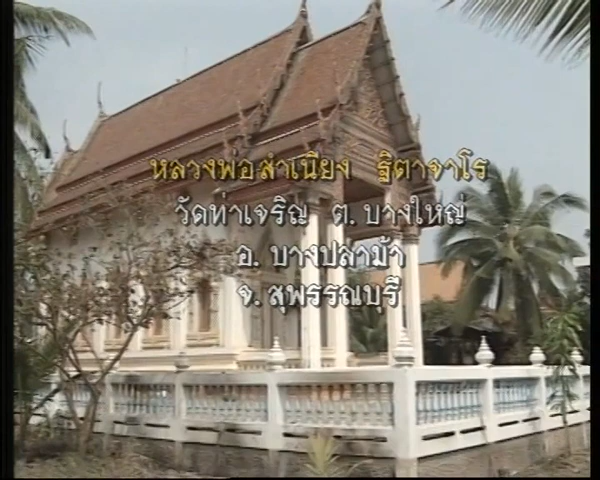 หลวงพ่อสำเนียง ฐิตาจาโร
วัดท่าเจริญ ต. บางใหญ่
อ. บางปลาม้า
จ. สุพรรณบุรี